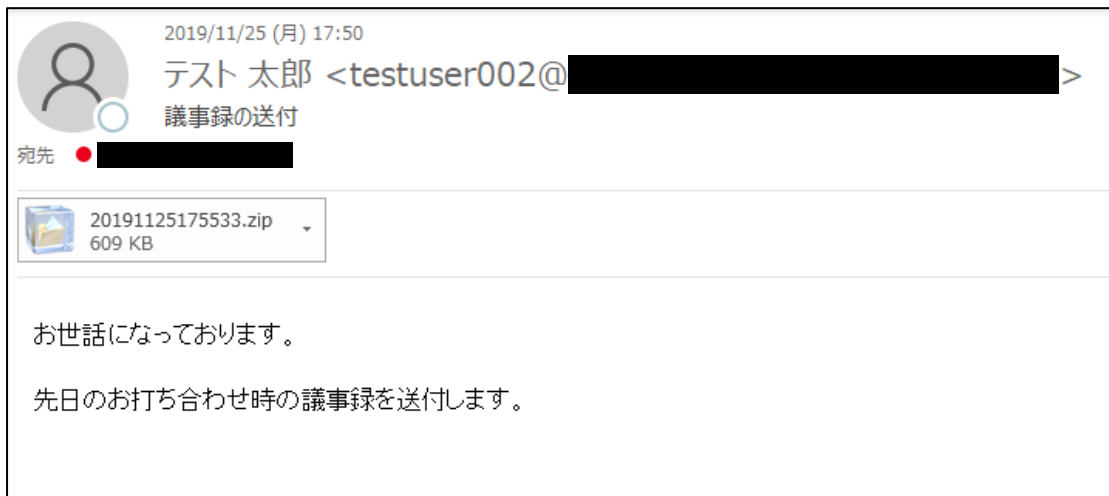 2019/11/25 (月) 17:50
テスト 太郎 <testuser002@ >
議事録の送付
宛先
20191125175533.zip
609 KB
お世話になっております。
先日のお打ち合わせ時の議事録を送付します。